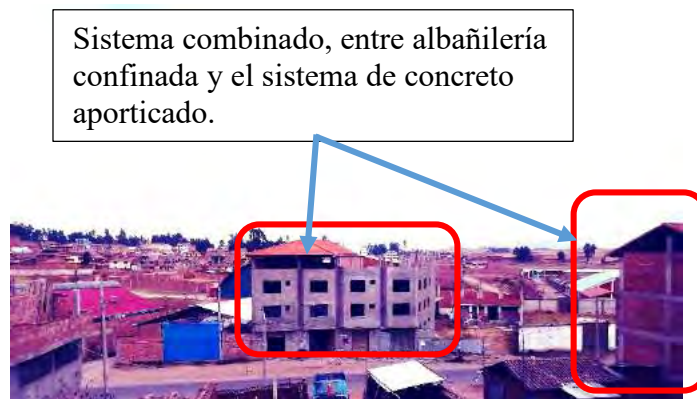 Sistema combinado, entre albañilería
confinada y el sistema de concreto
aporticado.